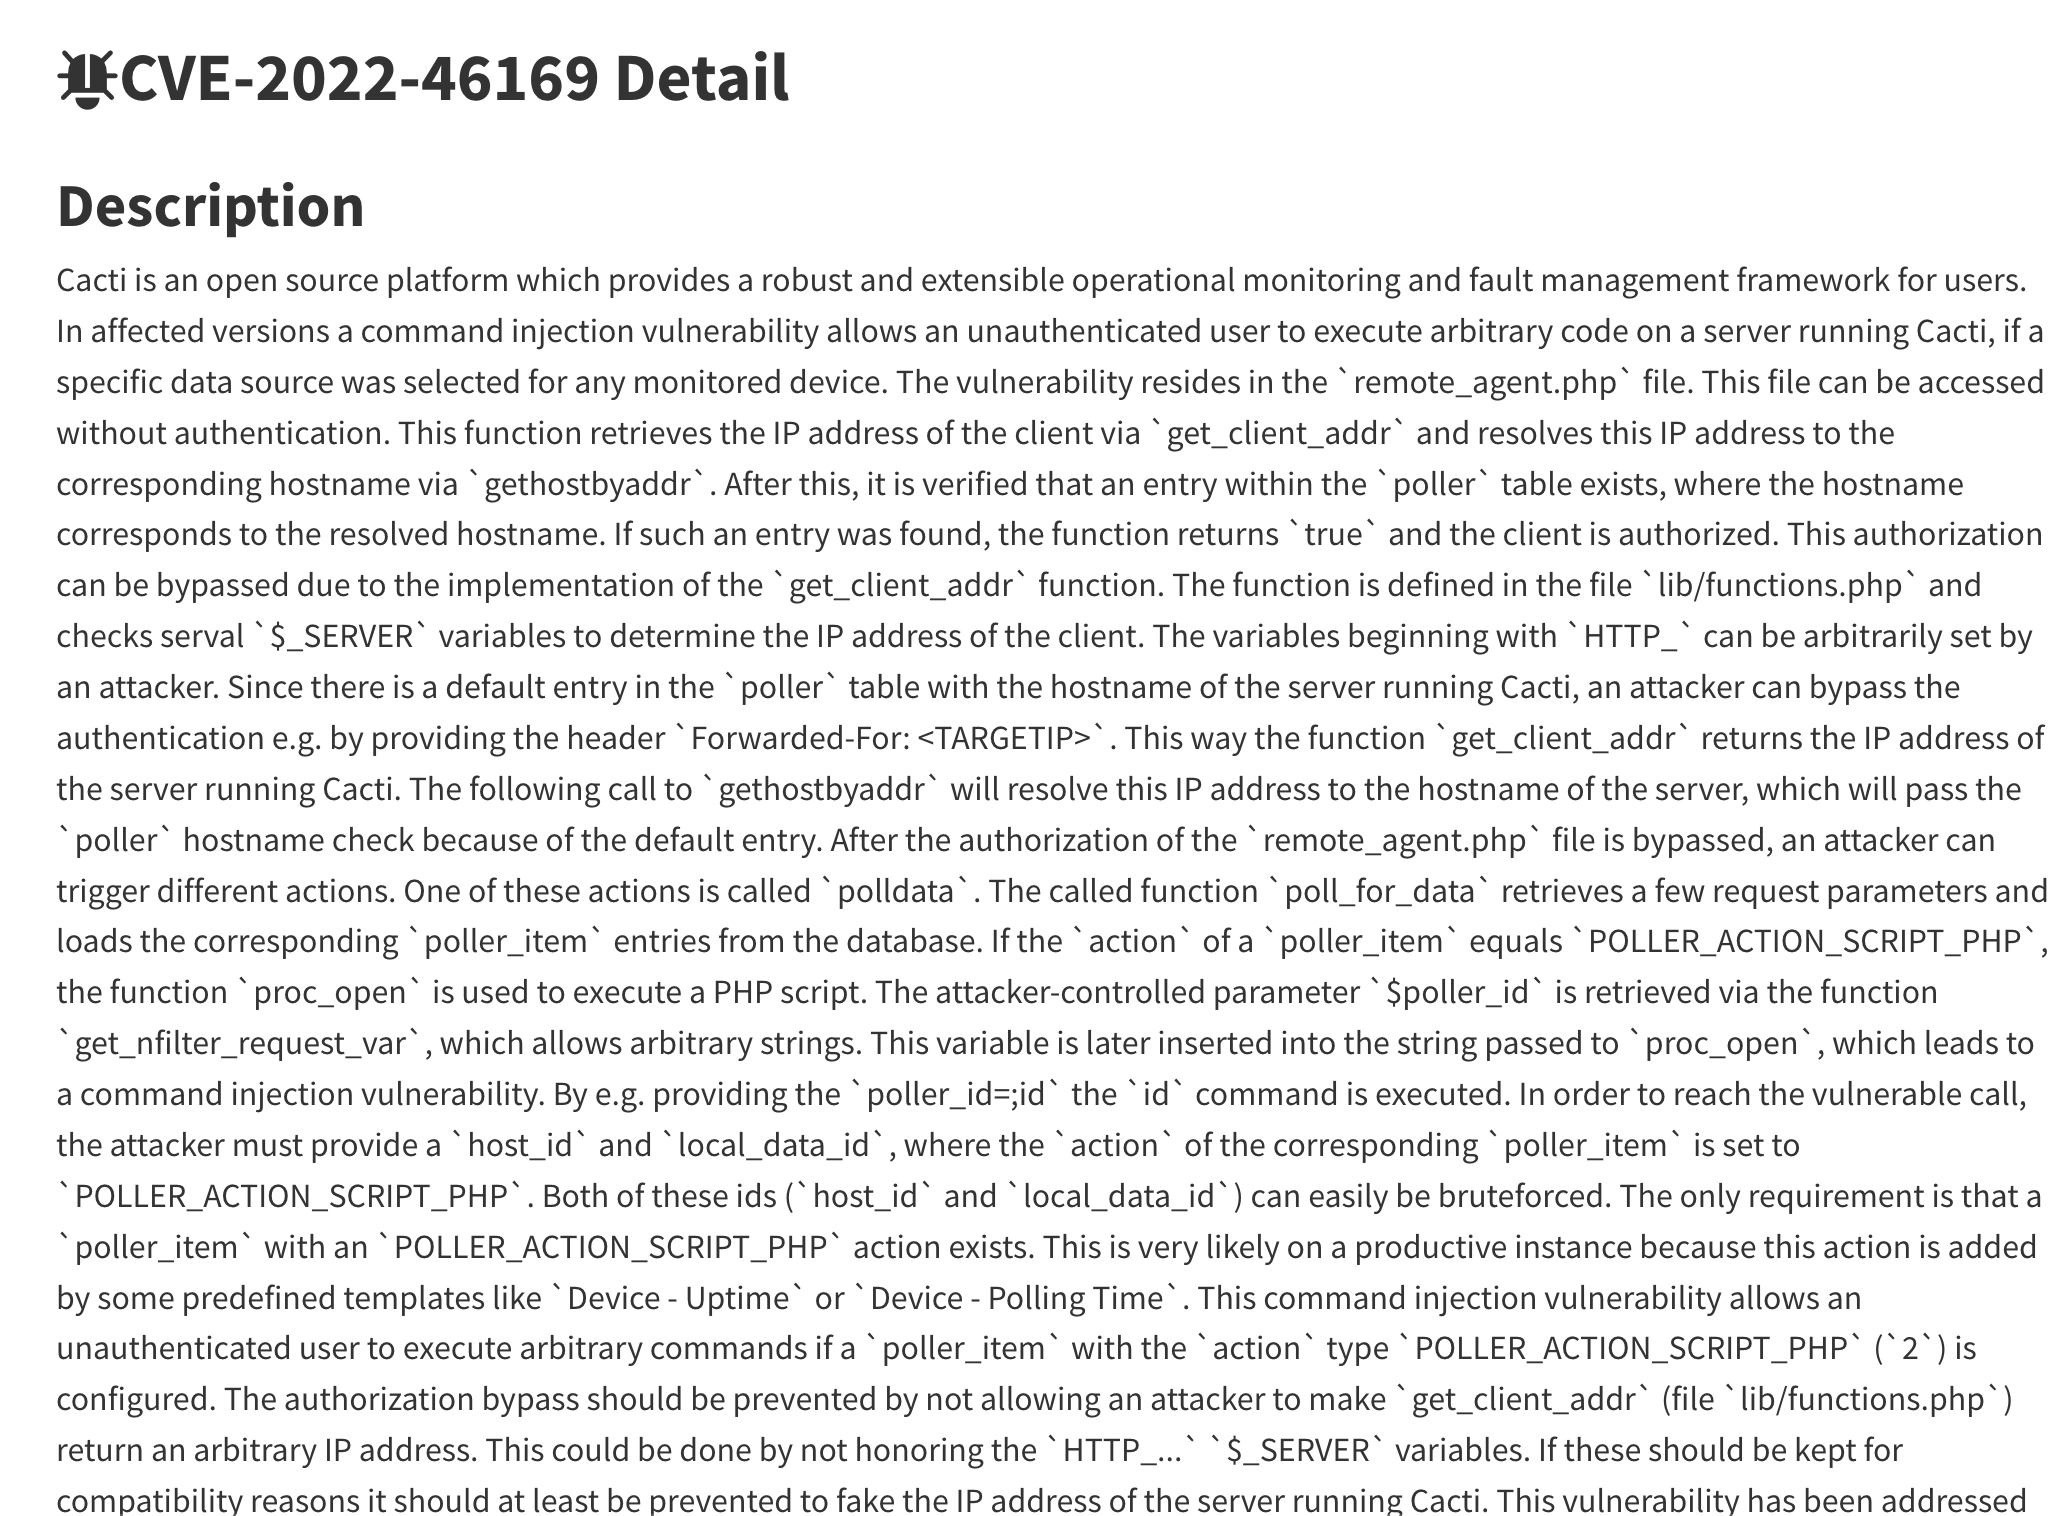 CVE-2022-46169 Detail
Description
Cacti is an open source platform which provides a robust and extensible operational monitoring and fault management framework for users.
In affected versions a command injection vulnerability allows an unauthenticated user to execute arbitrary code on a server running Cacti, if a
specific data source was selected for any monitored device. The vulnerability resides in the `remote_agent.php` file. This file can be accessed
without authentication. This function retrieves the IP address of the client via `get_client_addr` and resolves this IP address to the
corresponding hostname via `gethostbyaddr`. After this, it is verified that an entry within the `poller` table exists, where the hostname
corresponds to the resolved hostname. If such an entry was found, the function returns `true` and the client is authorized. This authorization
can be bypassed due to the implementation of the `get_client_addr` function. The function is defined in the file `lib/functions.php` and
checks serval `$_SERVER` variables to determine the IP address of the client. The variables beginning with `HTTP_` can be arbitrarily set by
an attacker. Since there is a default entry in the `poller` table with the hostname of the server running Cacti, an attacker can bypass the
authentication e.g. by providing the header `Forwarded-For: <TARGETIP>`. This way the function `get_client_addr` returns the IP address of
the server running Cacti. The following call to `gethostbyaddr` will resolve this IP address to the hostname of the server, which will pass the
`poller` hostname check because of the default entry. After the authorization of the `remote_agent.php` file is bypassed, an attacker can
trigger different actions. One of these actions is called `polldata`. The called function `poll_for_data` retrieves a few request parameters and
loads the corresponding `poller_item` entries from the database. If the `action` of a `poller_item` equals `POLLER_ACTION_SCRIPT_PHP`,
the function `proc_open` is used to execute a PHP script. The attacker-controlled parameter `$poller_id` is retrieved via the function
`get_nfilter_request_var`, which allows arbitrary strings. This variable is later inserted into the string passed to `proc_open`, which leads to
a command injection vulnerability. By e.g. providing the `poller_id=;id` the `id` command is executed. In order to reach the vulnerable call,
the attacker must provide a `host_id` and `local_data_id`, where the `action` of the corresponding `poller_item` is set to
`POLLER_ACTION_SCRIPT_PHP`. Both of these ids (`host_id` and `local_data_id`) can easily be bruteforced. The only requirement is that a
`poller_item` with an `POLLER_ACTION_SCRIPT_PHP` action exists. This is very likely on a productive instance because this action is added
by some predefined templates like `Device - Uptime` or `Device - Polling Time`. This command injection vulnerability allows an
unauthenticated user to execute arbitrary commands if a `poller_item` with the `action` type `POLLER_ACTION_SCRIPT_PHP` (`2`) is
configured. The authorization bypass should be prevented by not allowing an attacker to make `get_client_addr` (file `lib/functions.php`)
return an arbitrary IP address. This could be done by not honoring the `HTTP_...` `$_SERVER` variables. If these should be kept for
compatibility reasons it should at least be prevented to fake the IP address of the server running Cacti. This vulnerability has been addressed